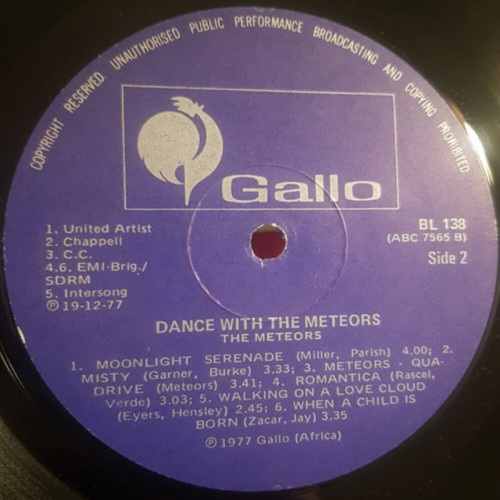 COPYRIGHT RESERVED. UNAUTHORISED PUBLIC PERFORMANCE BROADCASTING AND COPYING PROHIBITED
Gallo
1. United Artist
2. Chappell
3. C.C.
4.6. EMI-Brig./
SDRM
5. Intersong
℗ 19-12-77
BL 138
(ABC 7565 B)
Side 2
DANCE WITH THE METEORS
THE METEORS
1. MOONLIGHT SERENADE (Miller, Parish) 4.00; 2.
MISTY (Garner, Burke) 3.33; 3. METEORS - QUA-
DRIVE (Meteors) 3.41; 4. ROMANTICA (Rascel,
Verde) 3.03; 5. WALKING ON A LOVE CLOUD
(Eyers, Hensley) 2.45; 6. WHEN A CHILD IS
BORN (Zacar, Jay) 3.35
℗ 1977 Gallo (Africa)